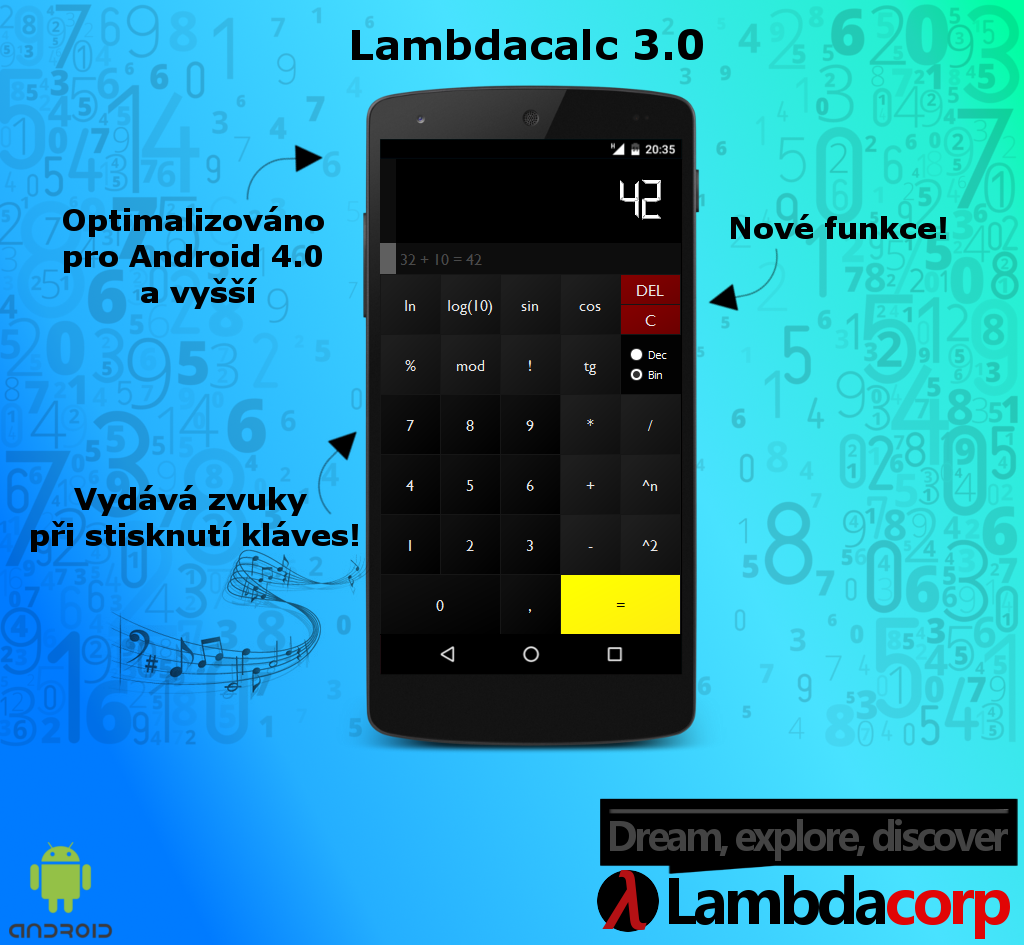 Lambdacalc 3.0
20:35
42
32 + 10 = 42
Optimalizováno
pro Android 4.0
a vyšší
Nové funkce!
Vydává zvuky
při stisknutí kláves!
ln log(10) sin cos DEL
C
% mod ! tg Dec
Bin
7 8 9 * /
4 5 6 + ^n
1 2 3 - ^2
0 , =
Dream, explore, discover
λ Lambdacorp
ANDROID